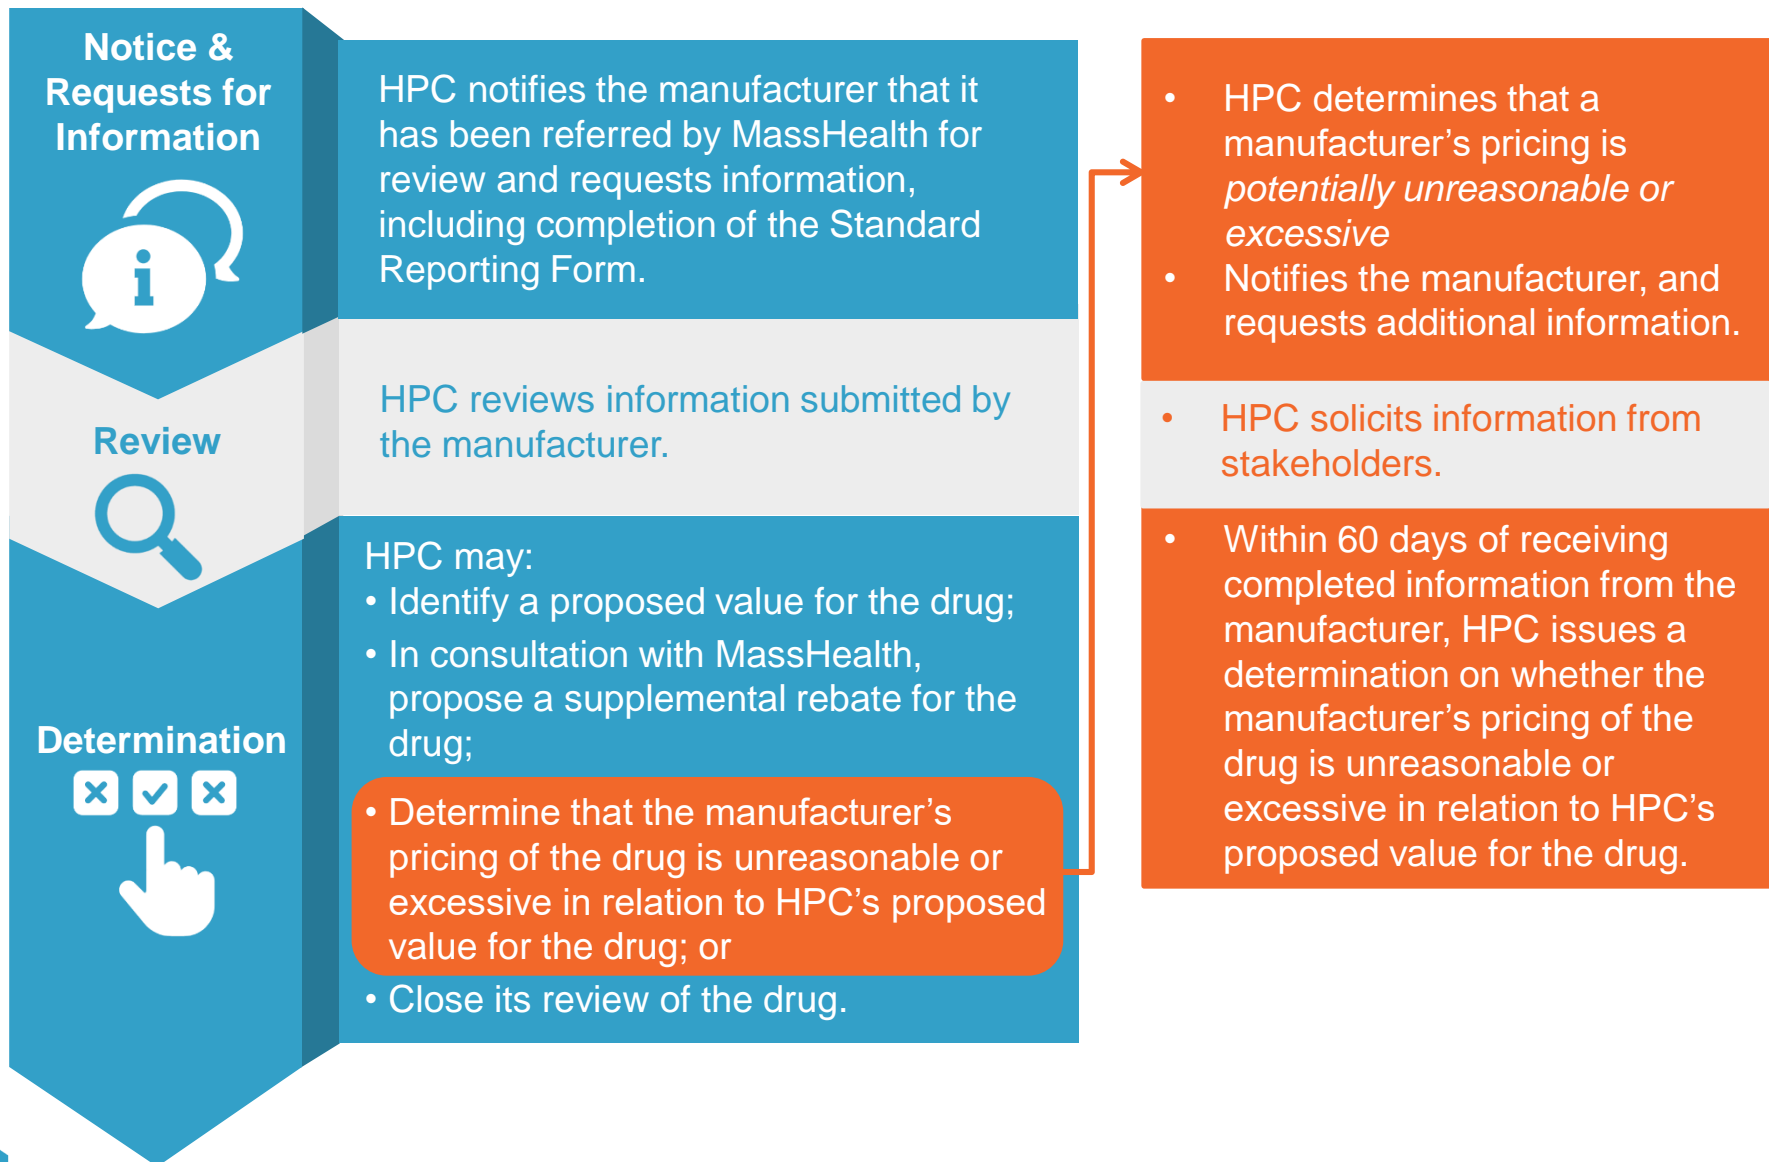 Notice &
Requests for
Information
HPC notifies the manufacturer that it
has been referred by MassHealth for
review and requests information,
including completion of the Standard
Reporting Form.
Review
HPC reviews information submitted by
the manufacturer.
Determination
HPC may:
• Identify a proposed value for the drug;
• In consultation with MassHealth,
propose a supplemental rebate for the
drug;
• Determine that the manufacturer’s
pricing of the drug is unreasonable or
excessive in relation to HPC’s proposed
value for the drug; or
• Close its review of the drug.
• HPC determines that a
manufacturer’s pricing is
potentially unreasonable or
excessive
• Notifies the manufacturer, and
requests additional information.
• HPC solicits information from
stakeholders.
• Within 60 days of receiving
completed information from the
manufacturer, HPC issues a
determination on whether the
manufacturer’s pricing of the
drug is unreasonable or
excessive in relation to HPC’s
proposed value for the drug.